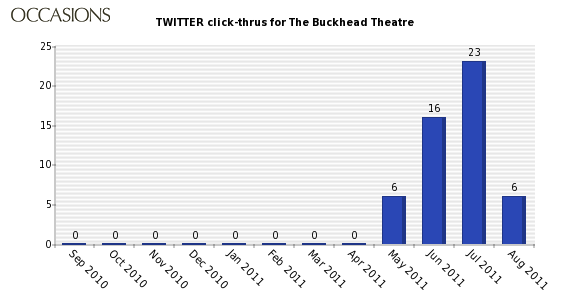 OCCASIONS
TWITTER click-thrus for The Buckhead Theatre
25
20
15
10
5
0
0
0
0
0
0
0
0
0
6
16
23
6
Sep 2010
Oct 2010
Nov 2010
Dec 2010
Jan 2011
Feb 2011
Mar 2011
Apr 2011
May 2011
Jun 2011
Jul 2011
Aug 2011